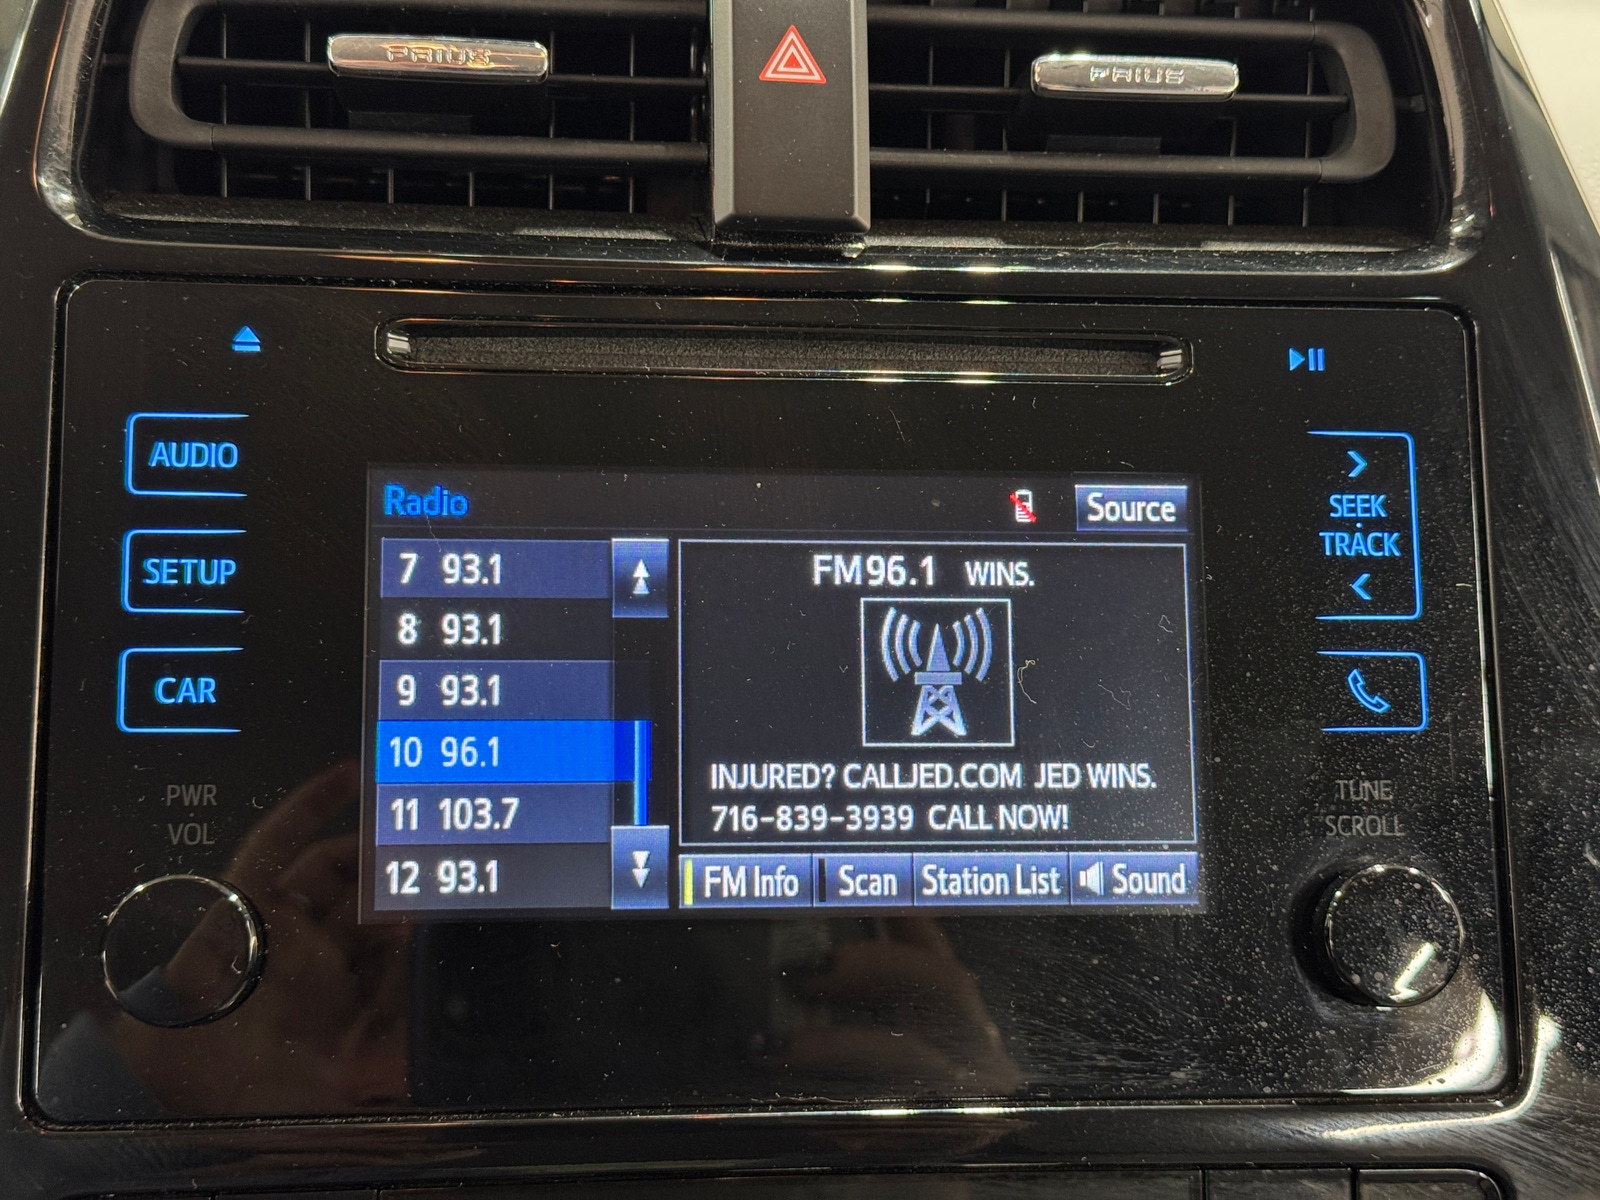 PRIUS
PRIUS
AUDIO
SETUP
CAR
PWR
VOL
Radio
Source
7 93.1
8 93.1
9 93.1
10 96.1
11 103.7
12 93.1
FM96.1 WINS.
INJURED? CALLJED.COM JED WINS.
716-839-3939 CALL NOW!
FM Info
Scan
Station List
Sound
>
SEEK
TRACK
<
TUNE
SCROLL